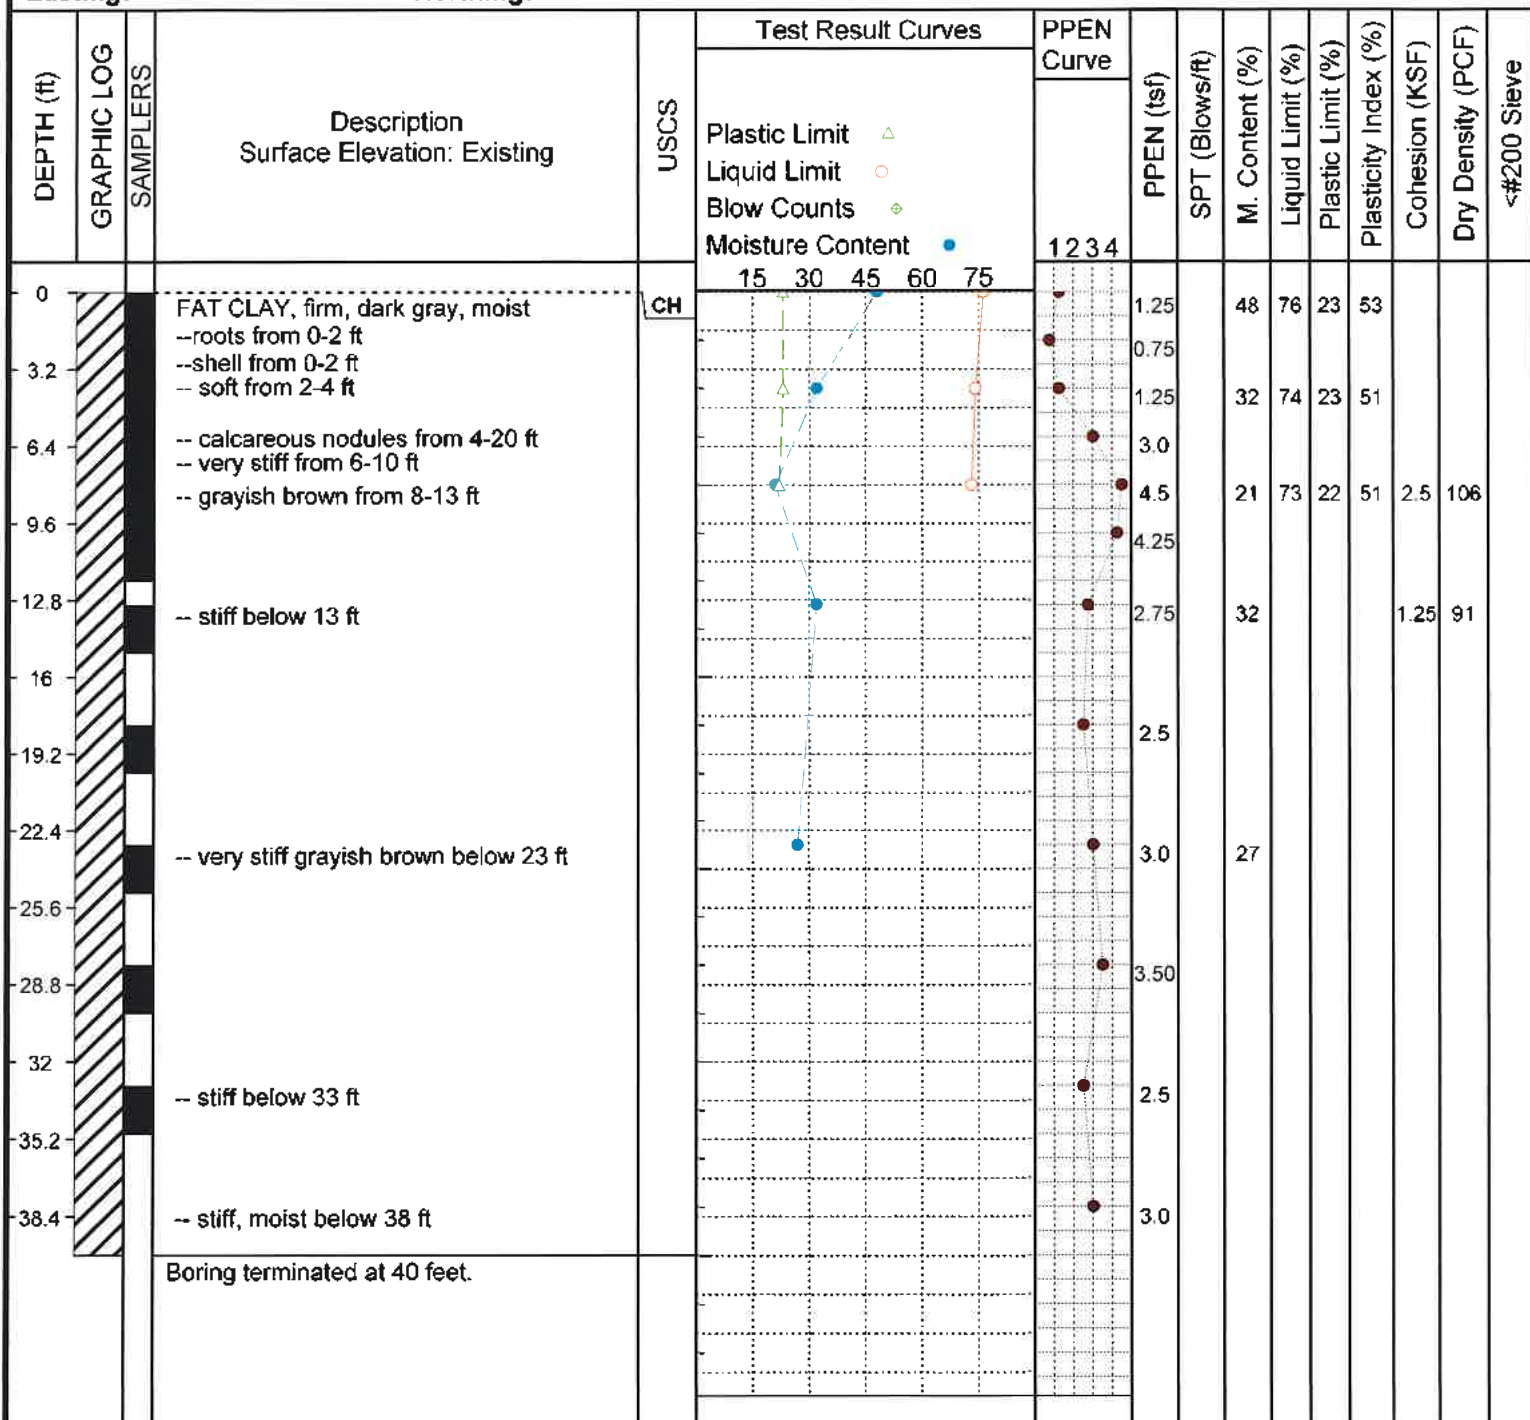 Test Result Curves
PPEN
Curve
DEPTH (ft)
GRAPHIC LOG
SAMPLERS
Description
Surface Elevation: Existing
USCS
Plastic Limit
Liquid Limit
Blow Counts
Moisture Content
15 30 45 60 75
1 2 3 4
PPEN (tsf)
SPT (Blows/ft)
M. Content (%)
Liquid Limit (%)
Plastic Limit (%)
Plasticity Index (%)
Cohesion (KSF)
Dry Density (PCF)
<#200 Sieve
0
FAT CLAY, firm, dark gray, moist
CH
1.25 48 76 23 53
--roots from 0-2 ft
0.75
--shell from 0-2 ft
3.2
-- soft from 2-4 ft
1.25 32 74 23 51
-- calcareous nodules from 4-20 ft
6.4
3.0
-- very stiff from 6-10 ft
-- grayish brown from 8-13 ft
4.5 21 73 22 51 2.5 106
9.6
4.25
12.8
-- stiff below 13 ft
2.75 32 1.25 91
16
2.5
19.2
22.4
-- very stiff grayish brown below 23 ft
3.0 27
25.6
3.50
28.8
32
-- stiff below 33 ft
2.5
35.2
38.4
-- stiff, moist below 38 ft
3.0
Boring terminated at 40 feet.